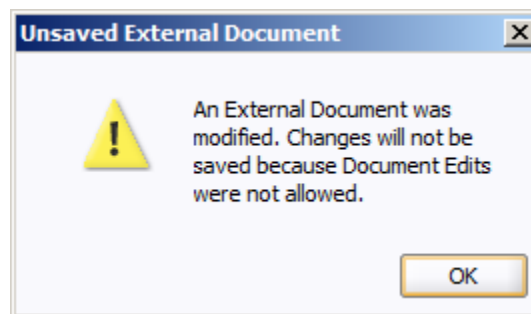 Unsaved External Document
An External Document was
modified. Changes will not be
saved because Document Edits
were not allowed.
OK